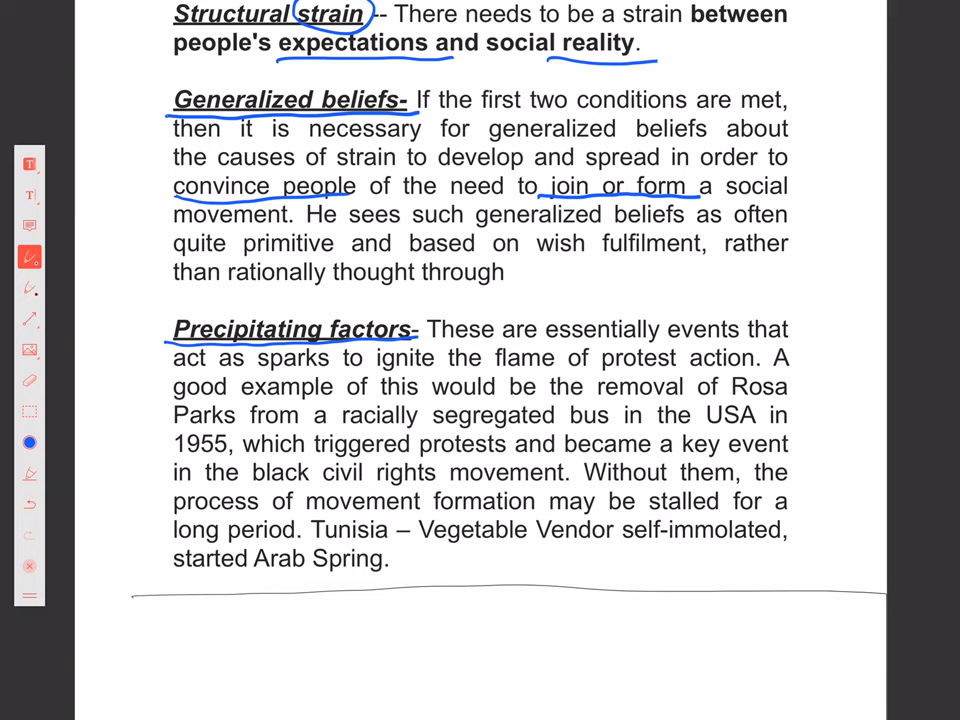 Structural strain -- There needs to be a strain between
people's expectations and social reality.
Generalized beliefs- If the first two conditions are met,
then it is necessary for generalized beliefs about
the causes of strain to develop and spread in order to
convince people of the need to join or form a social
movement. He sees such generalized beliefs as often
quite primitive and based on wish fulfilment, rather
than rationally thought through
Precipitating factors- These are essentially events that
act as sparks to ignite the flame of protest action. A
good example of this would be the removal of Rosa
Parks from a racially segregated bus in the USA in
1955, which triggered protests and became a key event
in the black civil rights movement. Without them, the
process of movement formation may be stalled for a
long period. Tunisia – Vegetable Vendor self-immolated,
started Arab Spring.